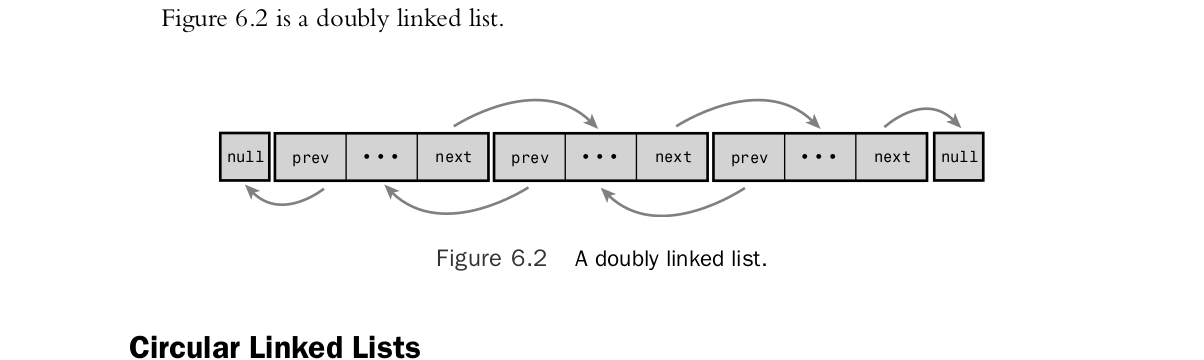 Figure 6.2 is a doubly linked list.
null prev ••• next prev ••• next prev ••• next null
Figure 6.2 A doubly linked list.
Circular Linked Lists